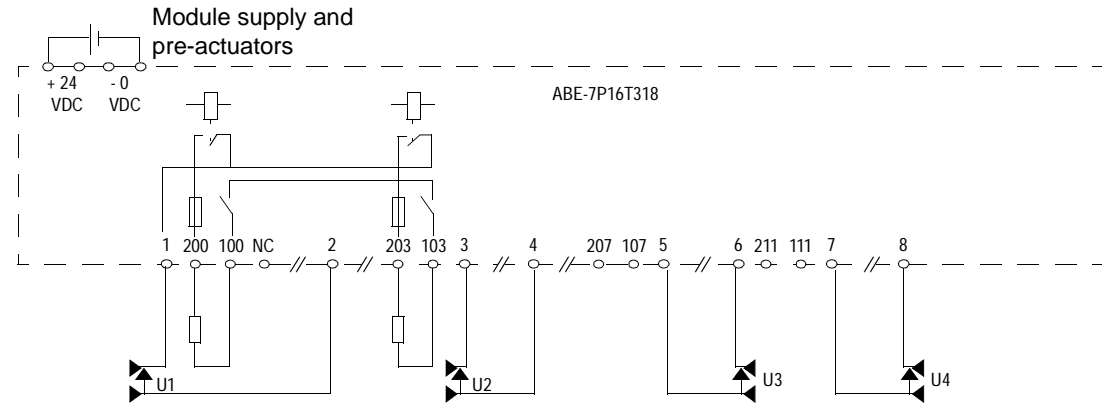 Module supply and
pre-actuators
+ 24 - 0
VDC VDC
ABE-7P16T318
1 200 100 NC 2 203 103 3 4 207 107 5 6 211 111 7 8
U1 U2 U3 U4